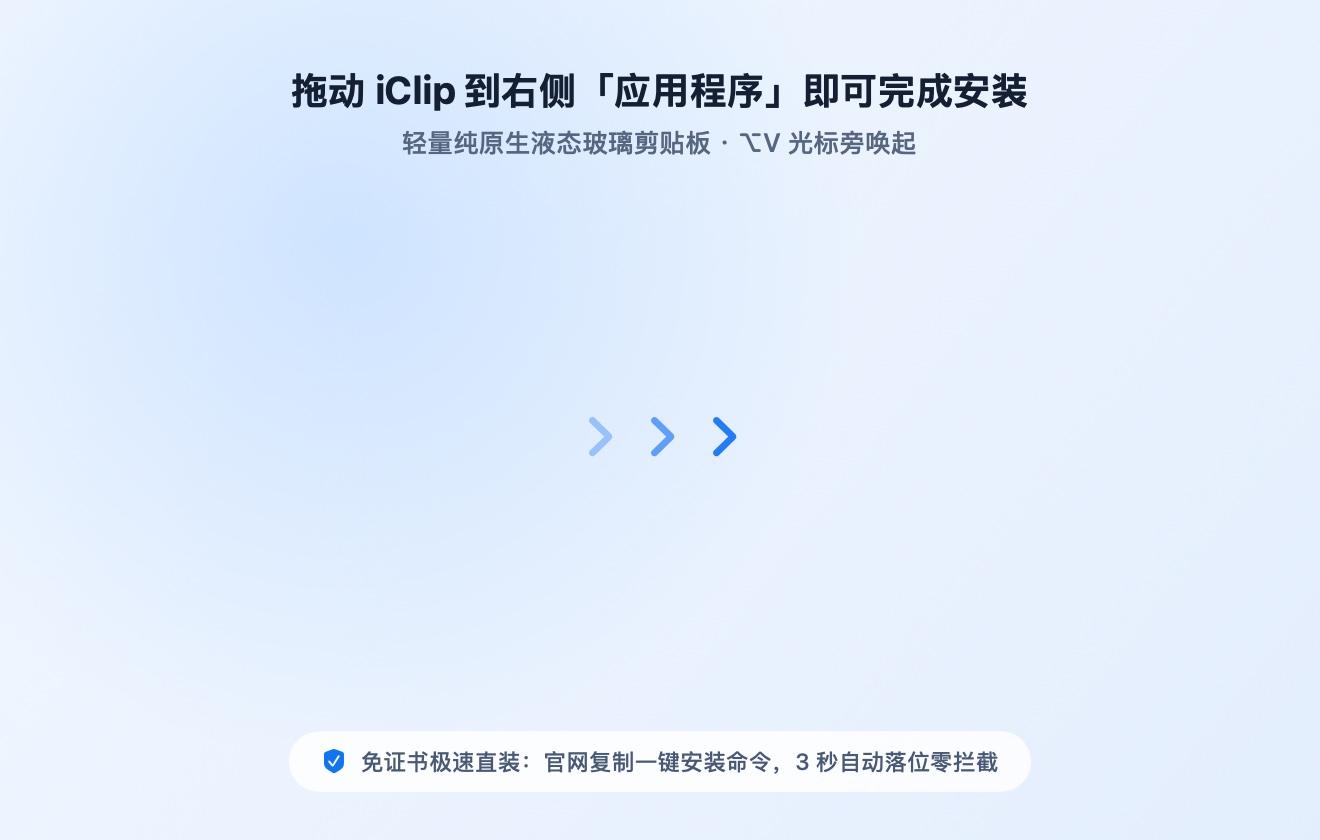 拖动 iClip 到右侧「应用程序」即可完成安装
轻量纯原生液态玻璃剪贴板 · ⌥V 光标旁唤起
免证书极速直装：官网复制一键安装命令，3 秒自动落位零拦截